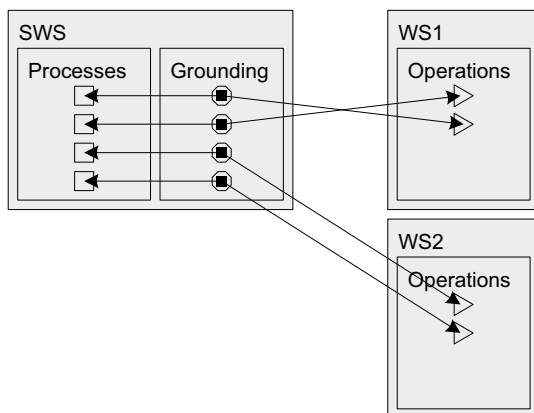 SWS
Processes
Grounding
WS1
Operations
WS2
Operations